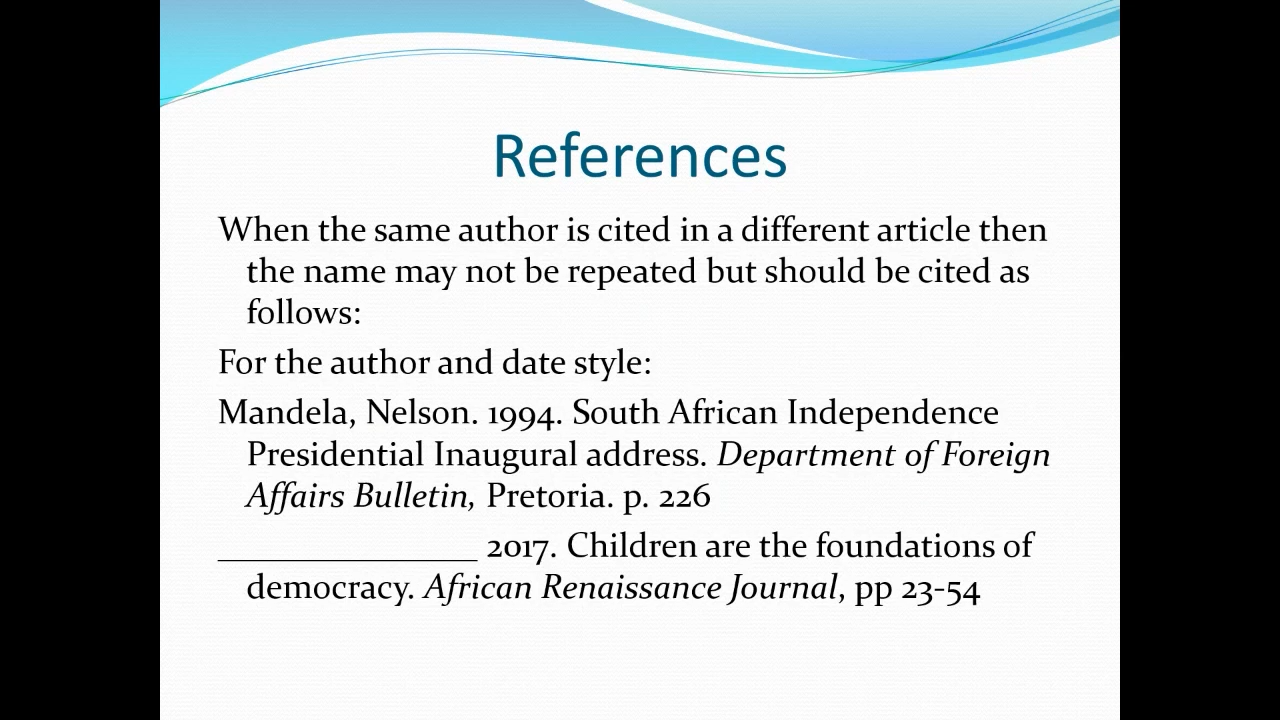 References
When the same author is cited in a different article then
the name may not be repeated but should be cited as
follows:
For the author and date style:
Mandela, Nelson. 1994. South African Independence
Presidential Inaugural address. Department of Foreign
Affairs Bulletin, Pretoria. p. 226
_______________ 2017. Children are the foundations of
democracy. African Renaissance Journal, pp 23-54